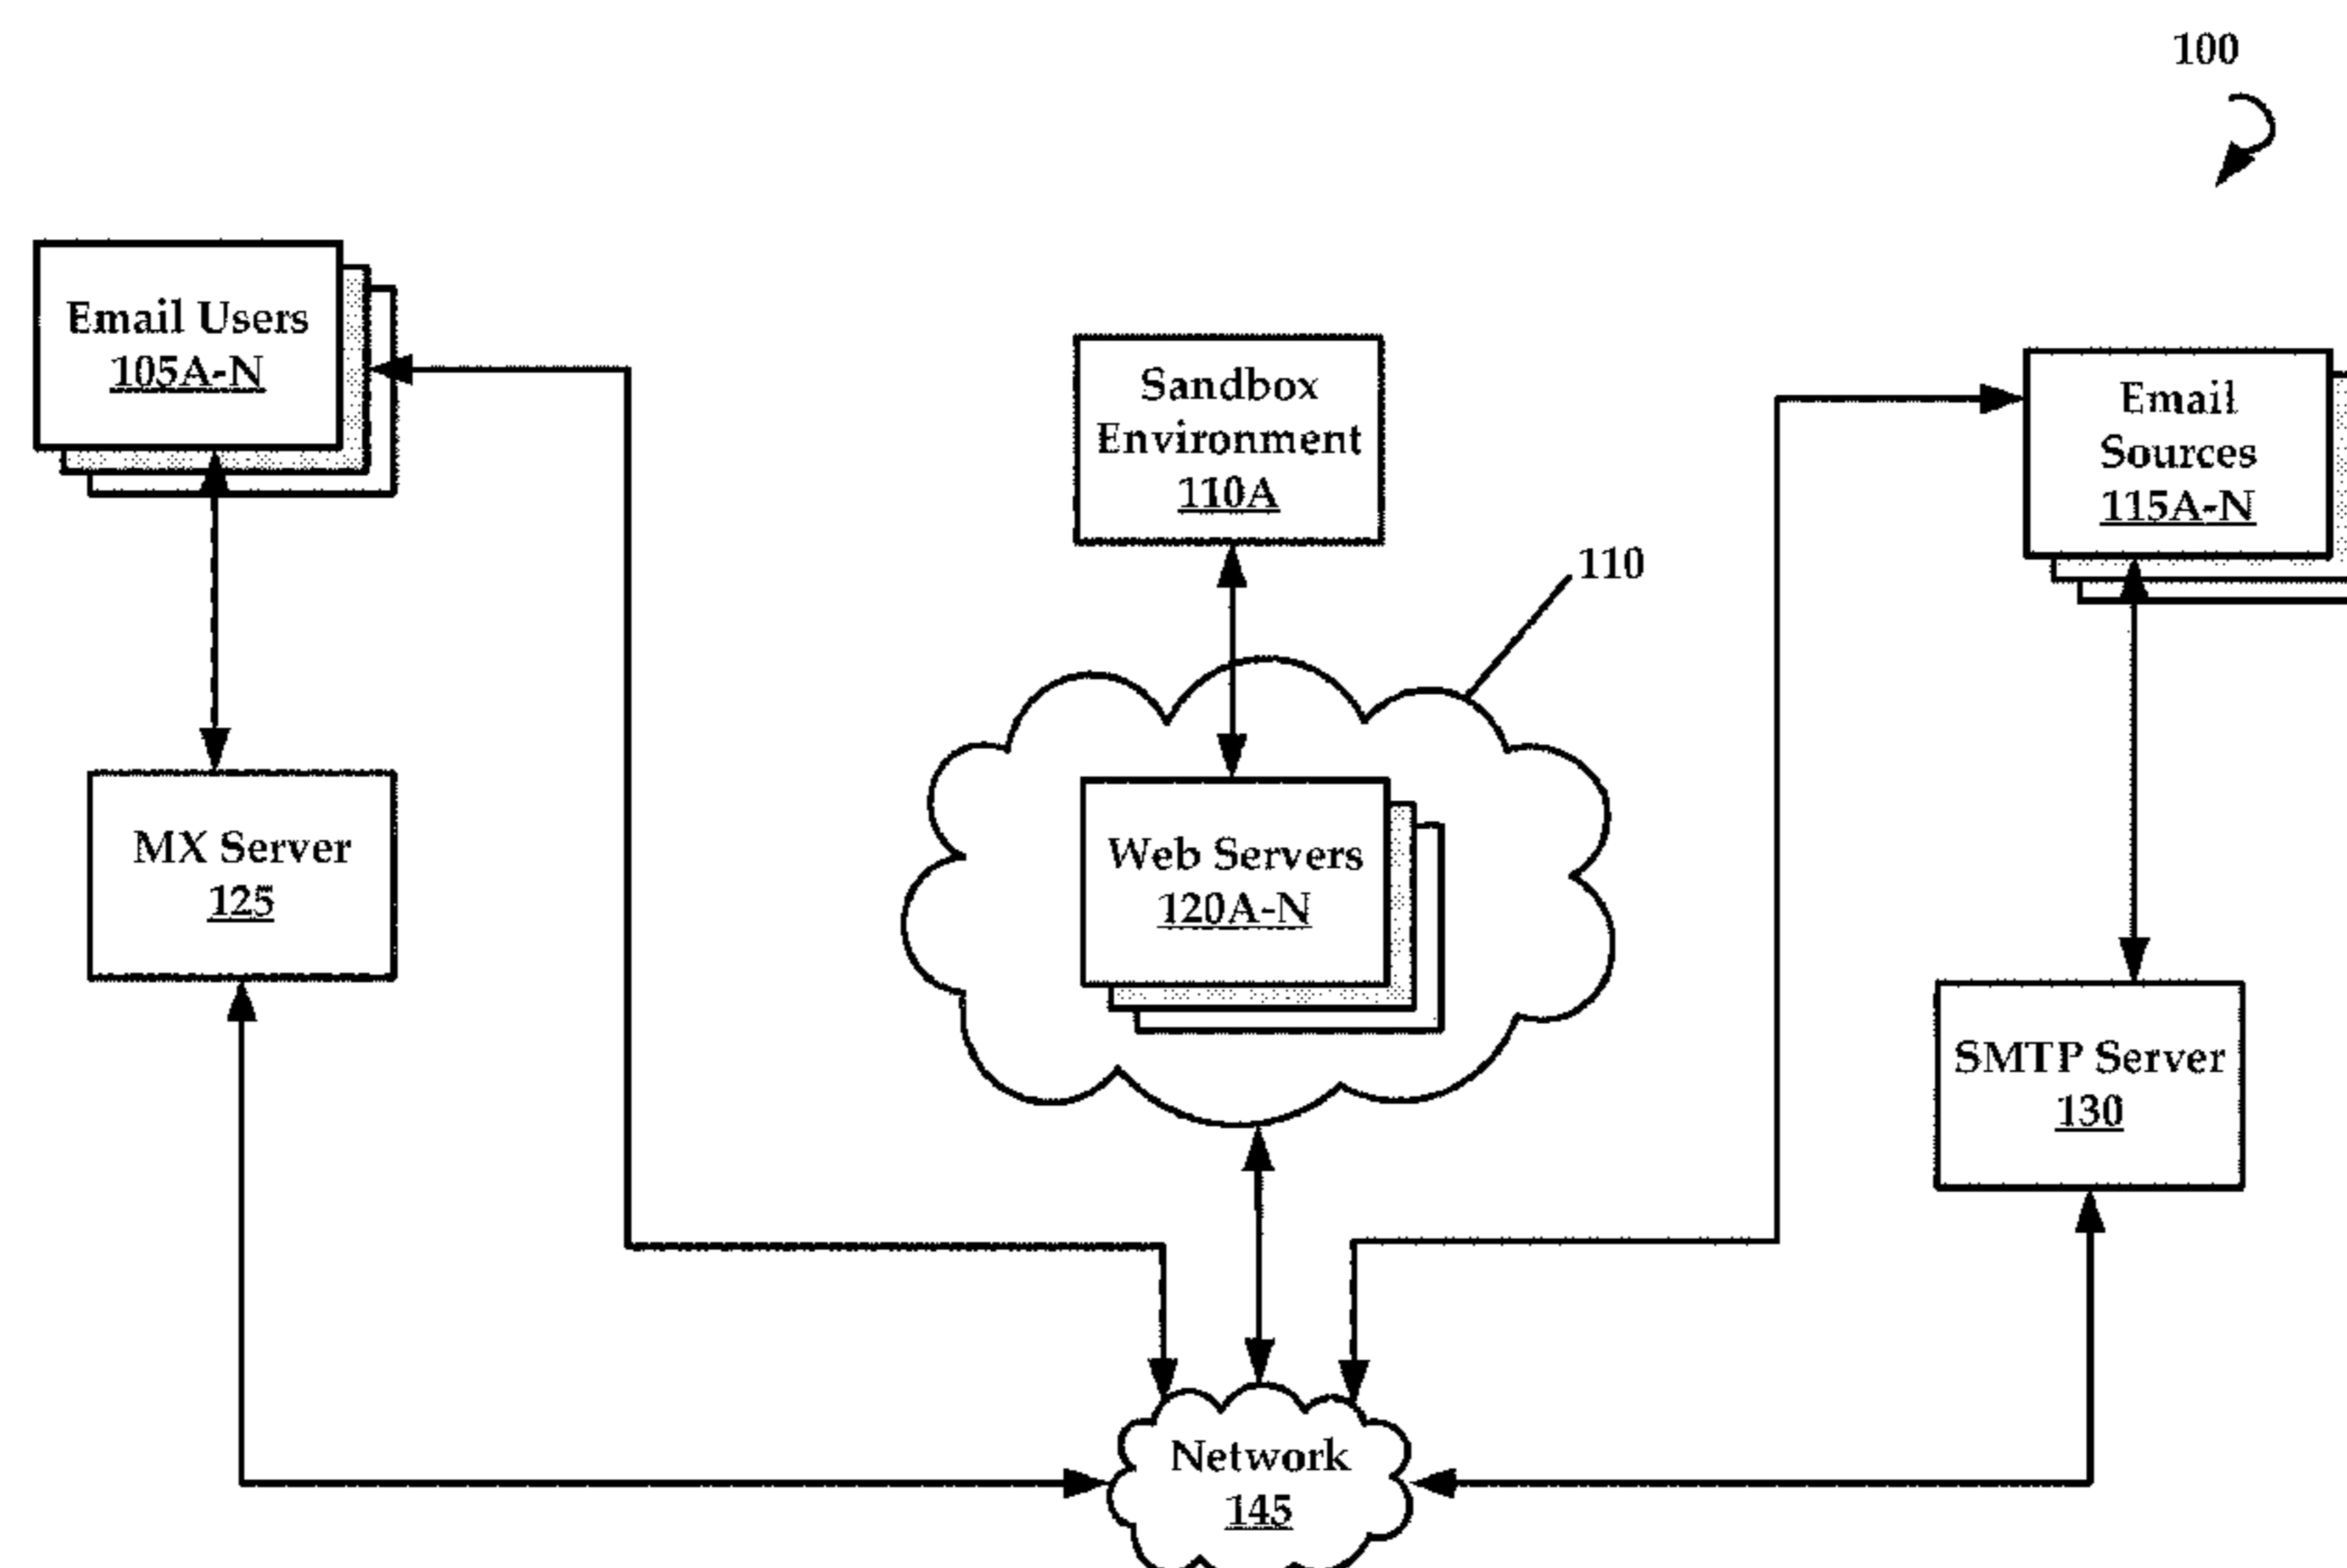 100
Email Users
105A-N
Sandbox
Environment
110A
Email
Sources
115A-N
110
MX Server
125
Web Servers
120A-N
SMTP Server
130
Network
145